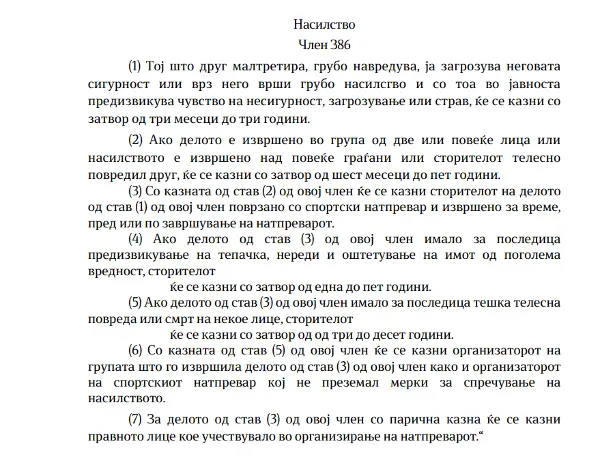 Насилство
Член 386
(1) Тој што друг малтретира, грубо навредува, ја загрозува неговата
сигурност или врз него врши грубо насилсгво и со тоа во јавноста
предизвикува чувство на несигурност, загрозување или страв, ќе се казни со
затвор од три месеци до три години.
(2) Ако делото е извршено во група од две или повеќе лица или
насилството е извршено над повеќе граѓани или сторителот телесно
повредил друг, ќе се казни со затвор од шест месеци до пет години.
(3) Со казната од став (2) од овој член ќе се казни сторителот на делото
од став (1) од овој член поврзано со спортски натпревар и извршено за време,
пред или по завршување на натпреварот.
(4) Ако делото од став (3) од овој член имало за последица
предизвикување на тепачка, нереди и оштетување на имот од поголема
вредност, сторителот
ќе се казни со затвор од една до пет години.
(5) Ако делото од став (3) од овој член имало за последица тешка телесна
повреда или смрт на некое лице, сторителот
ќе се казни со затвор од од три до десет години.
(6) Со казната од став (5) од овој член ќе се казни организаторот на
групата што го извршила делото од став (3) од овој член како и организаторот
на спортскиот натпревар кој не преземал мерки за спречување на
насилството.
(7) За делото од став (3) од овој член со парична казна ќе се казни
правното лице кое учествувало во организирање на натпреварот.“